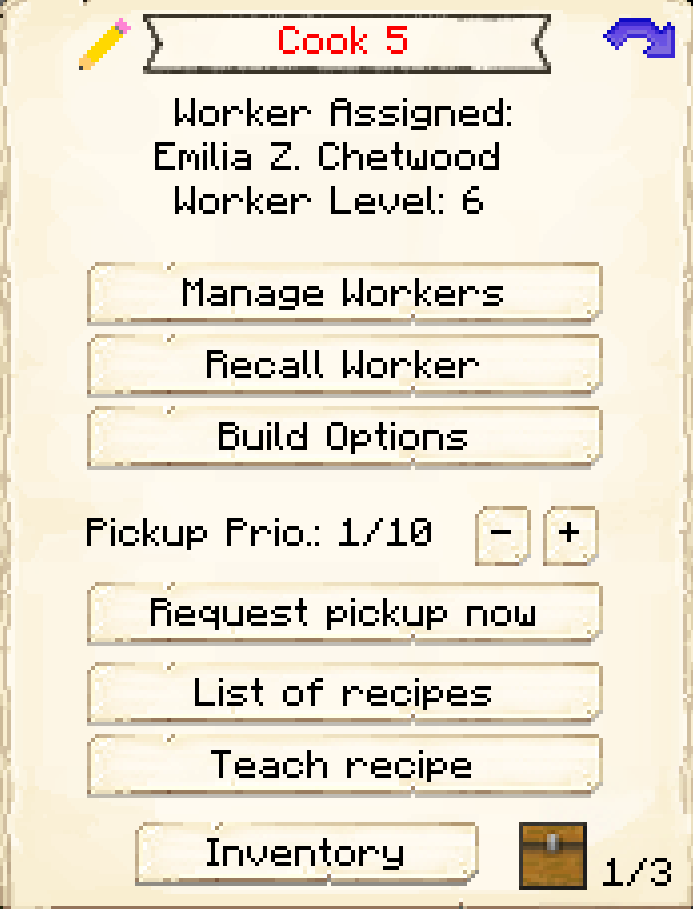 Cook 5
Worker Assigned:
Emilia Z. Chetwood
Worker Level: 6
Manage Workers
Recall Worker
Build Options
Pickup Prio.: 1/10 - +
Request pickup now
List of recipes
Teach recipe
Inventory 1/3